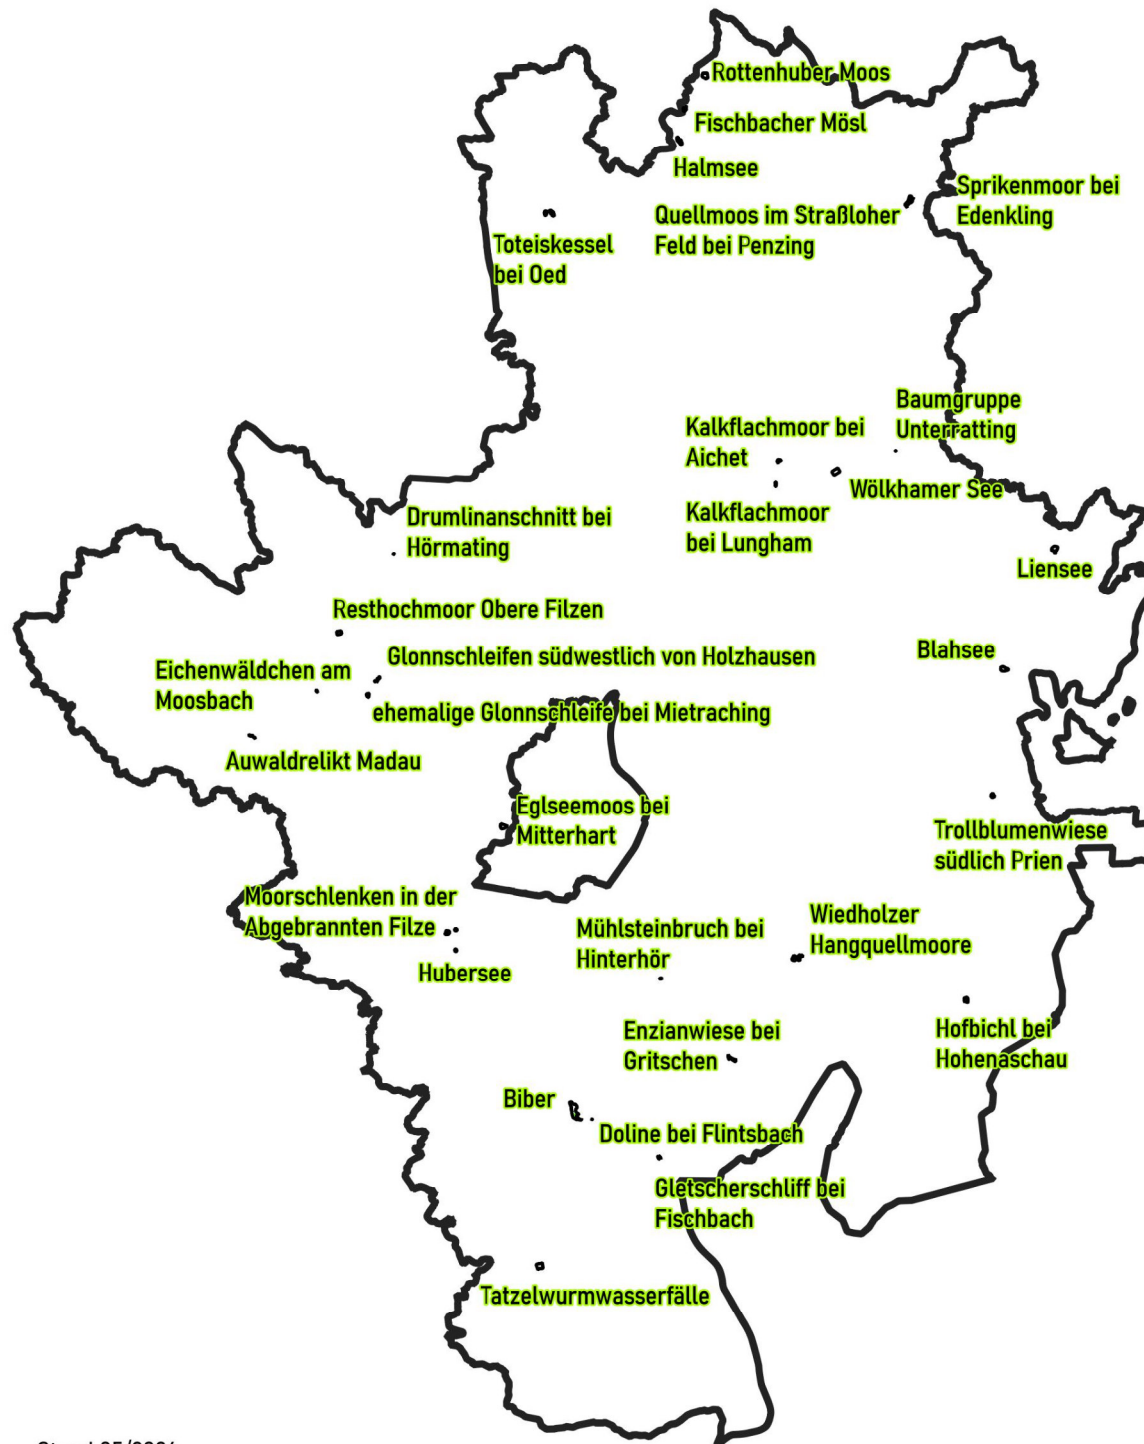 Rottenhuber Moos
Fischbacher Mösl
Halmsee
Sprikenmoor bei
Edenkling
Quellmoos im Straßloher
Feld bei Penzing
Toteiskessel
bei Oed
Baumgruppe
Unterratting
Kalkflachmoor bei
Aichet
Wölkhamer See
Kalkflachmoor
bei Lungham
Drumlinanschnitt bei
Hörmating
Liensee
Resthochmoor Obere Filzen
Glonnschleifen südwestlich von Holzhausen
Blahsee
Eichenwäldchen am
Moosbach
ehemalige Glonnschleife bei Mietraching
Auwaldrelikt Madau
Eglseemoos bei
Mitterhart
Trollblumenwiese
südlich Prien
Moorschlenken in der
Abgebrannten Filze
Wiedholzer
Hangquellmoore
Mühlsteinbruch bei
Hinterhör
Hubersee
Enzianwiese bei
Gritschen
Hofbichl bei
Hohenaschau
Biber
Doline bei Flintsbach
Gletscherschliff bei
Fischbach
Tatzelwurmwasserfälle